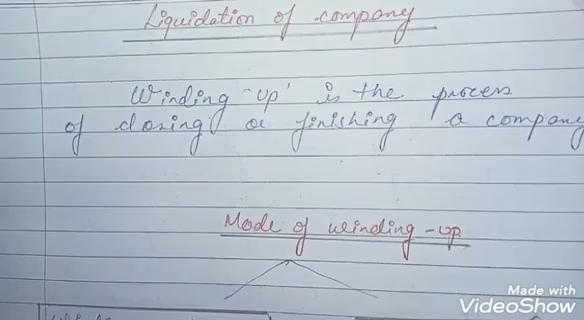 Liquidation of company
Winding-up' is the process
of closing or finishing a company
Mode of winding-up
Made with
VideoShow